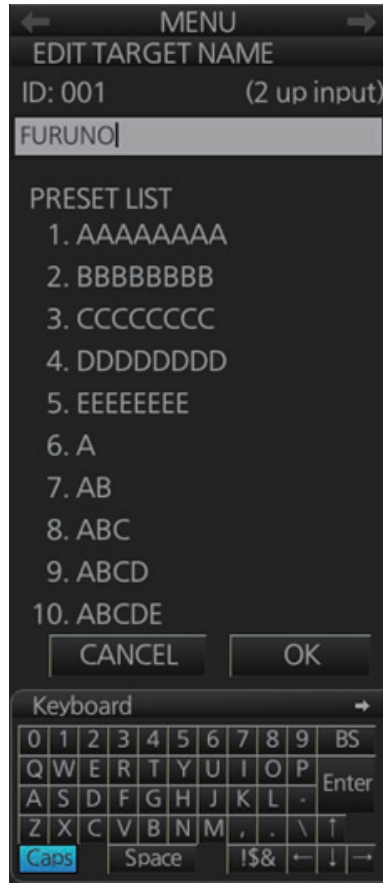 ← MENU →
EDIT TARGET NAME
ID: 001 (2 up input)
FURUNO
PRESET LIST
1. AAAAAAAA
2. BBBBBBBB
3. CCCCCCCC
4. DDDDDDDD
5. EEEEEEEE
6. A
7. AB
8. ABC
9. ABCD
10. ABCDE
CANCEL OK
Keyboard →
0 1 2 3 4 5 6 7 8 9 BS
Q W E R T Y U I O P Enter
A S D F G H J K L -
Z X C V B N M , . \ ↑
Caps Space !$& ← ↓ →